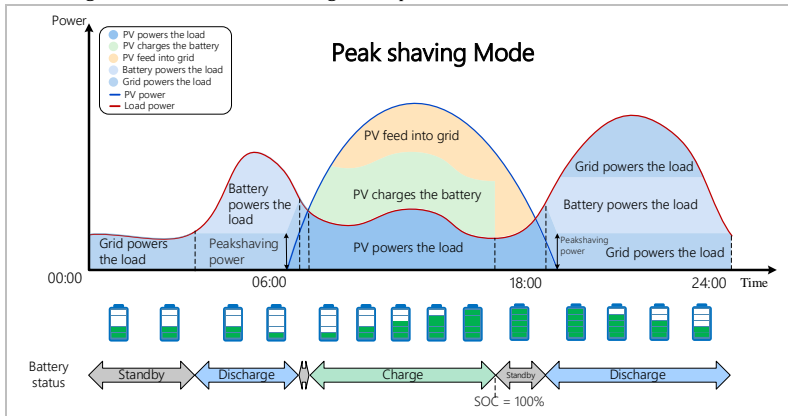 Power
PV powers the load
PV charges the battery
PV feed into grid
Battery powers the load
Grid powers the load
PV power
Load power
Peak shaving Mode
PV feed into grid
Grid powers the load
Battery
powers the
load
PV charges the battery
Battery powers the load
Grid powers
the load
Peakshaving
power
PV powers the load
Peakshaving
power
Grid powers the load
00:00
06:00
18:00
24:00
Time
Battery
status
Standby
Discharge
Charge
Standby
Discharge
SOC = 100%